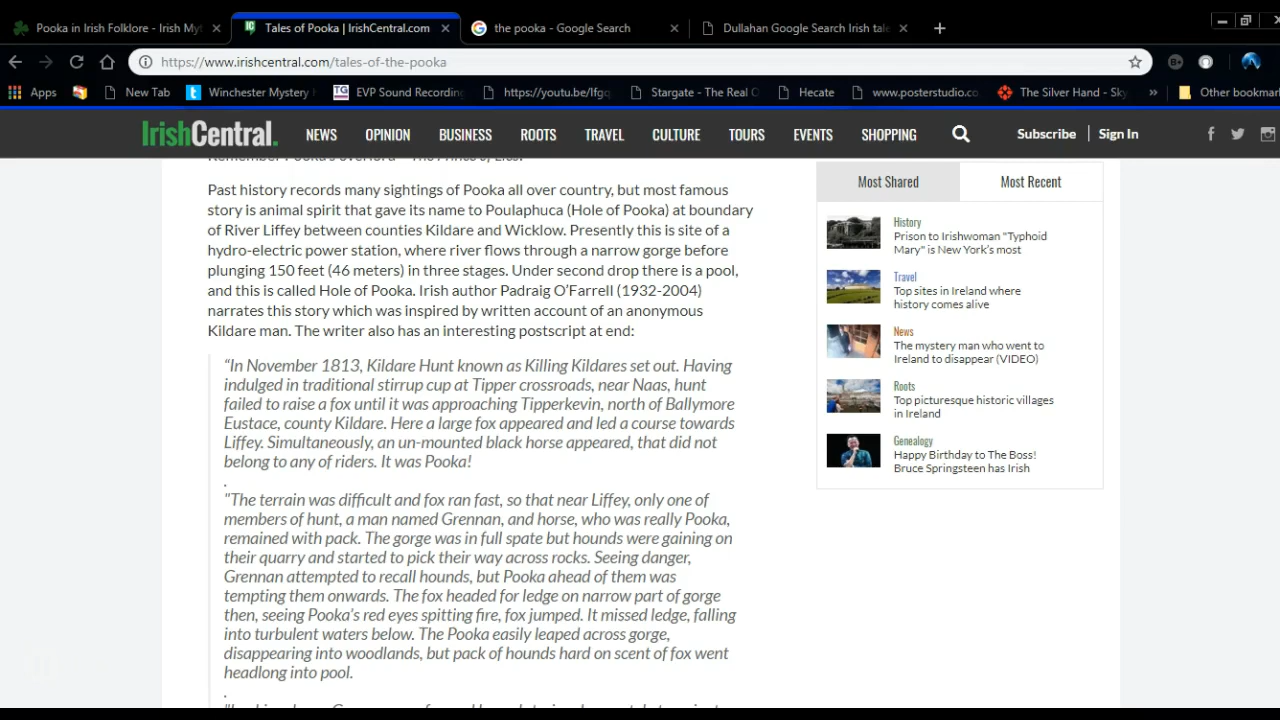 Pooka in Irish Folklore - Irish Myt
Tales of Pooka | IrishCentral.com
the pooka - Google Search
Dullahan Google Search Irish tale
https://www.irishcentral.com/tales-of-the-pooka
Apps
New Tab
Winchester Mystery
EVP Sound Recording
https://youtu.be/lfgq
Stargate - The Real
Hecate
www.posterstudio.co
The Silver Hand - Sky
Other bookmar
IrishCentral.
NEWS
OPINION
BUSINESS
ROOTS
TRAVEL
CULTURE
TOURS
EVENTS
SHOPPING
Subscribe
Sign In
Past history records many sightings of Pooka all over country, but most famous
story is animal spirit that gave its name to Poulaphuca (Hole of Pooka) at boundary
of River Liffey between counties Kildare and Wicklow. Presently this is site of a
hydro-electric power station, where river flows through a narrow gorge before
plunging 150 feet (46 meters) in three stages. Under second drop there is a pool,
and this is called Hole of Pooka. Irish author Padraig O’Farrell (1932-2004)
narrates this story which was inspired by written account of an anonymous
Kildare man. The writer also has an interesting postscript at end:
“In November 1813, Kildare Hunt known as Killing Kildares set out. Having
indulged in traditional stirrup cup at Tipper crossroads, near Naas, hunt
failed to raise a fox until it was approaching Tipperkevin, north of Ballymore
Eustace, county Kildare. Here a large fox appeared and led a course towards
Liffey. Simultaneously, an un-mounted black horse appeared, that did not
belong to any of riders. It was Pooka!
.
"The terrain was difficult and fox ran fast, so that near Liffey, only one of
members of hunt, a man named Grennan, and horse, who was really Pooka,
remained with pack. The gorge was in full spate but hounds were gaining on
their quarry and started to pick their way across rocks. Seeing danger,
Grennan attempted to recall hounds, but Pooka ahead of them was
tempting them onwards. The fox headed for ledge on narrow part of gorge
then, seeing Pooka’s red eyes spitting fire, fox jumped. It missed ledge, falling
into turbulent waters below. The Pooka easily leaped across gorge,
disappearing into woodlands, but pack of hounds hard on scent of fox went
headlong into pool.
.
Most Shared
Most Recent
History
Prison to Irishwoman "Typhoid
Mary" is New York's most
Travel
Top sites in Ireland where
history comes alive
News
The mystery man who went to
Ireland to disappear (VIDEO)
Roots
Top picturesque historic villages
in Ireland
Genealogy
Happy Birthday to The Boss!
Bruce Springsteen has Irish